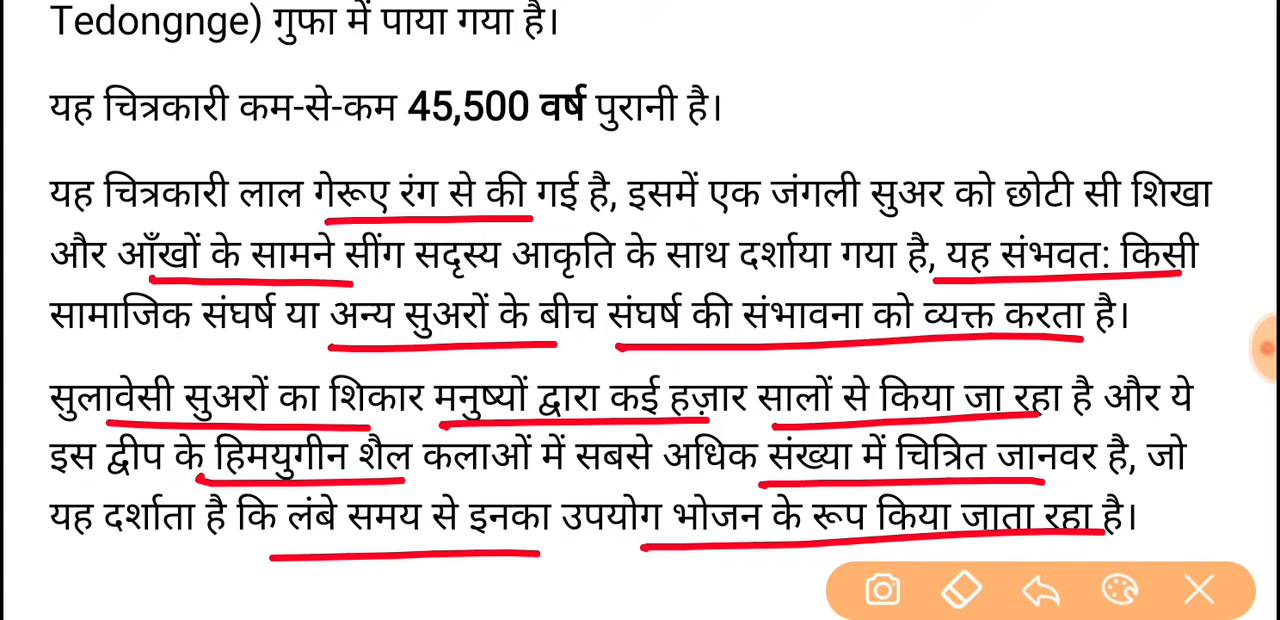 Tedongnge) गुफा में पाया गया है।
यह चित्रकारी कम-से-कम 45,500 वर्ष पुरानी है।
यह चित्रकारी लाल गेरूए रंग से की गई है, इसमें एक जंगली सुअर को छोटी सी शिखा
और आँखों के सामने सींग सदृस्य आकृति के साथ दर्शाया गया है, यह संभवत: किसी
सामाजिक संघर्ष या अन्य सुअरों के बीच संघर्ष की संभावना को व्यक्त करता है।
सुलावेसी सुअरों का शिकार मनुष्यों द्वारा कई हज़ार सालों से किया जा रहा है और ये
इस द्वीप के हिमयुगीन शैल कलाओं में सबसे अधिक संख्या में चित्रित जानवर है, जो
यह दर्शाता है कि लंबे समय से इनका उपयोग भोजन के रूप किया जाता रहा है।